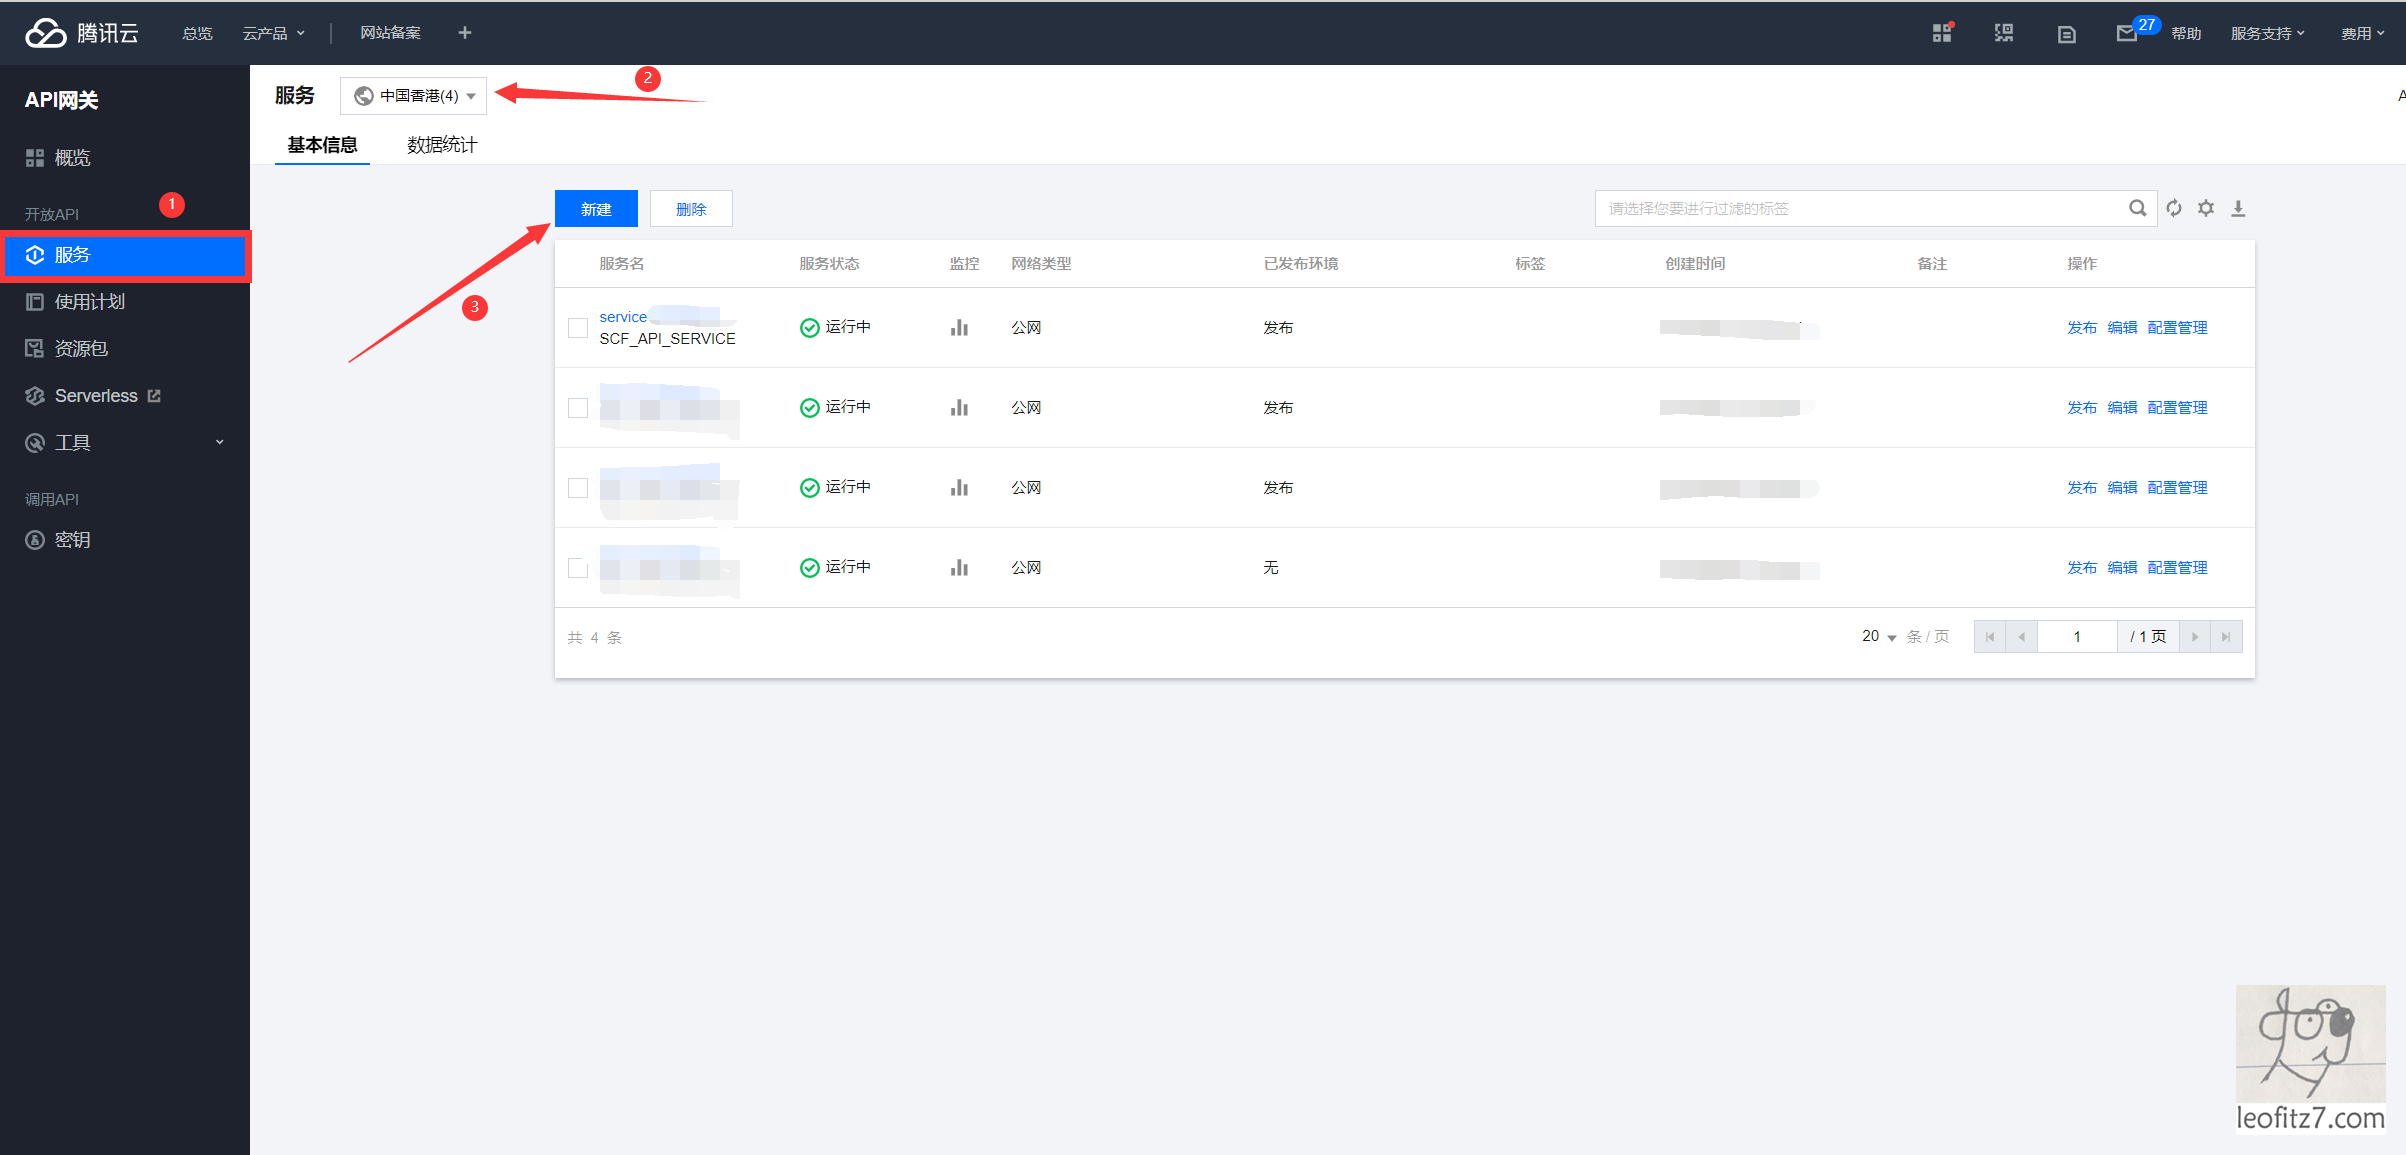 腾讯云 总览 云产品 网站备案 + 27 帮助 服务支持 费用
API网关
概览
开放API 1
服务
使用计划
资源包
Serverless
工具
调用API
密钥
服务 中国香港(4) 2
基本信息 数据统计
新建 删除 请选择您要进行过滤的标签
3
服务名 服务状态 监控 网络类型 已发布环境 标签 创建时间 备注 操作
service
SCF_API_SERVICE 运行中 公网 发布 发布 编辑 配置管理
运行中 公网 发布 发布 编辑 配置管理
运行中 公网 发布 发布 编辑 配置管理
运行中 公网 无 发布 编辑 配置管理
共 4 条 20 条 / 页 1 / 1 页
dog
leofitz7.com